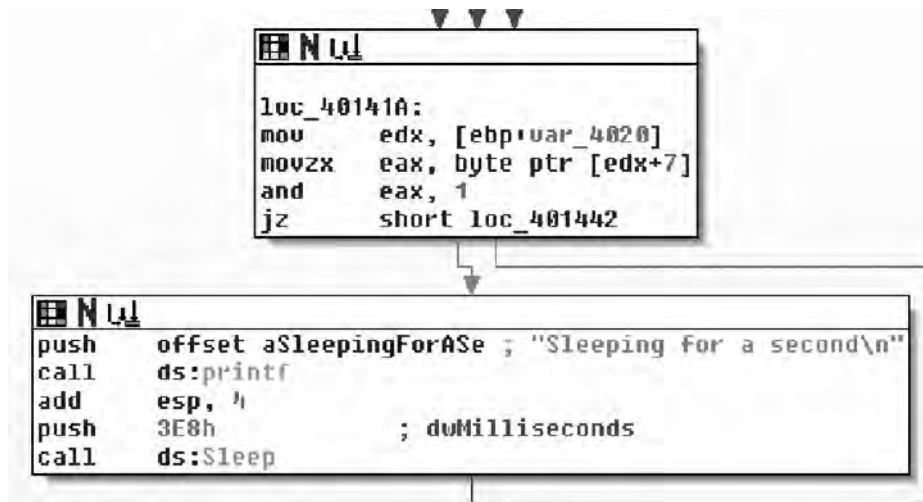 loc_40141A:
mov edx, [ebp+var_4020]
movzx eax, byte ptr [edx+7]
and eax, 1
jz short loc_401442
push offset aSleepingForASe ; "Sleeping for a second\n"
call ds:printf
add esp, 4
push 3E8h ; dwMilliseconds
call ds:Sleep